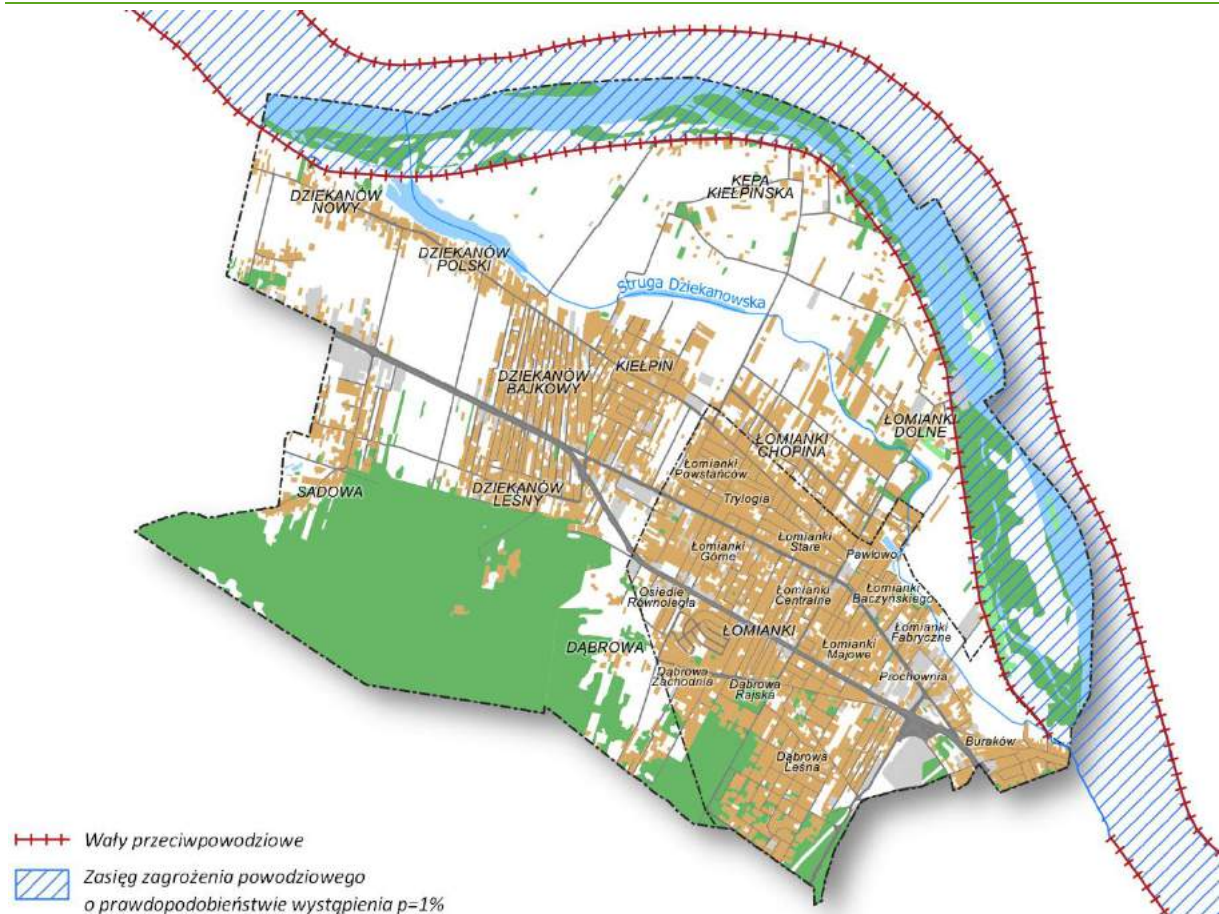 KĘPA
KIEŁPIŃSKA
DZIEKANÓW
NOWY
DZIEKANÓW
POLSKI
Struga Dziekanowska
KIEŁPIN
DZIEKANÓW
BAJKOWY
ŁOMIANKI
DOLNE
ŁOMIANKI
CHOPINA
Łomianki
Powstańców
Trylogia
SADOWA
DZIEKANÓW
LEŚNY
Łomianki
Górne
Łomianki
Stare
Pawłowo
Osiedle
Równoległa
Łomianki
Centralne
Łomianki
Baczyńskiego
ŁOMIANKI
Łomianki
Fabryczne
DĄBROWA
Łomianki
Majowe
Dąbrowa
Zachodnia
Dąbrowa
Rajska
Prochownia
Buraków
Dąbrowa
Leśna
Wały przeciwpowodziowe
Zasięg zagrożenia powodziowego
o prawdopodobieństwie wystąpienia p=1%